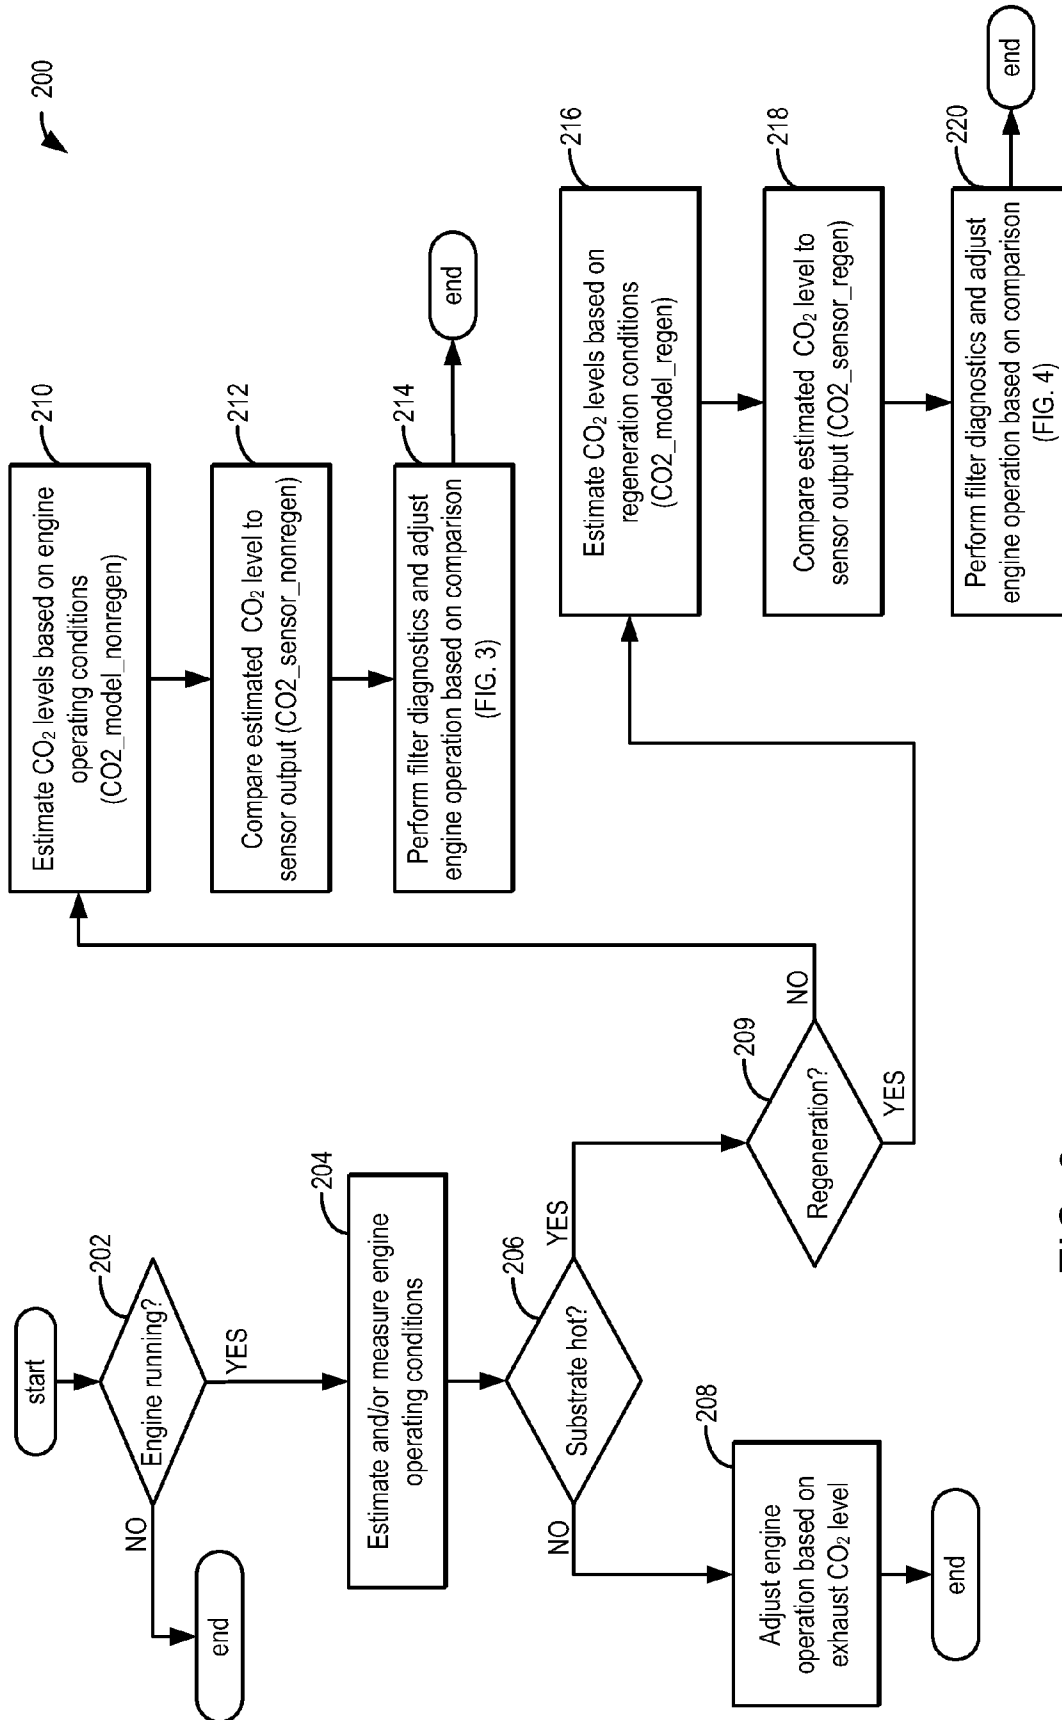 200
start
Engine running?
202
NO
YES
end
Estimate and/or measure engine
operating conditions
204
Substrate hot?
206
NO
YES
Adjust engine
operation based on
exhaust CO₂ level
208
end
Regeneration?
209
NO
YES
Estimate CO₂ levels based on engine
operating conditions
(CO2_model_nonregen)
210
Compare estimated CO₂ level to
sensor output (CO2_sensor_nonregen)
212
Perform filter diagnostics and adjust
engine operation based on comparison
(FIG. 3)
214
end
Estimate CO₂ levels based on
regeneration conditions
(CO2_model_regen)
216
Compare estimated CO₂ level to
sensor output (CO2_sensor_regen)
218
Perform filter diagnostics and adjust
engine operation based on comparison
(FIG. 4)
220
end